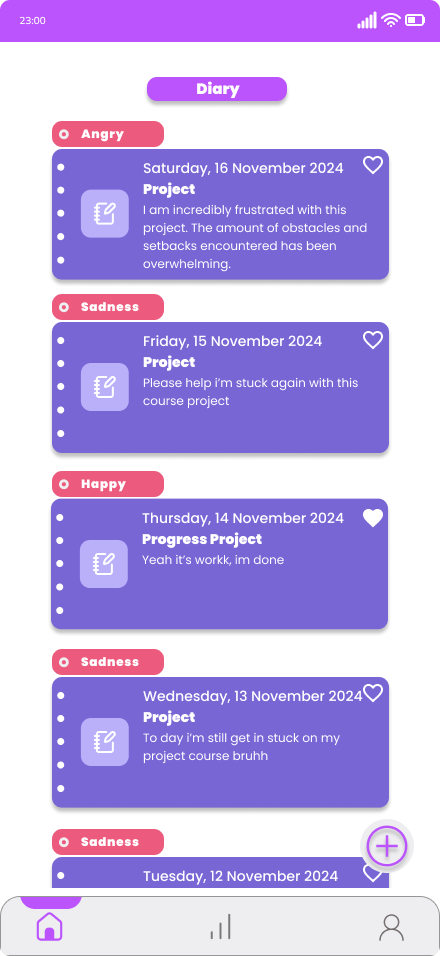 23:00
Diary
Angry
Saturday, 16 November 2024
Project
I am incredibly frustrated with this
project. The amount of obstacles and
setbacks encountered has been
overwhelming.
Sadness
Friday, 15 November 2024
Project
Please help i'm stuck again with this
course project
Happy
Thursday, 14 November 2024
Progress Project
Yeah it's workk, im done
Sadness
Wednesday, 13 November 2024
Project
To day i'm still get in stuck on my
project course bruhh
Sadness
Tuesday, 12 November 2024